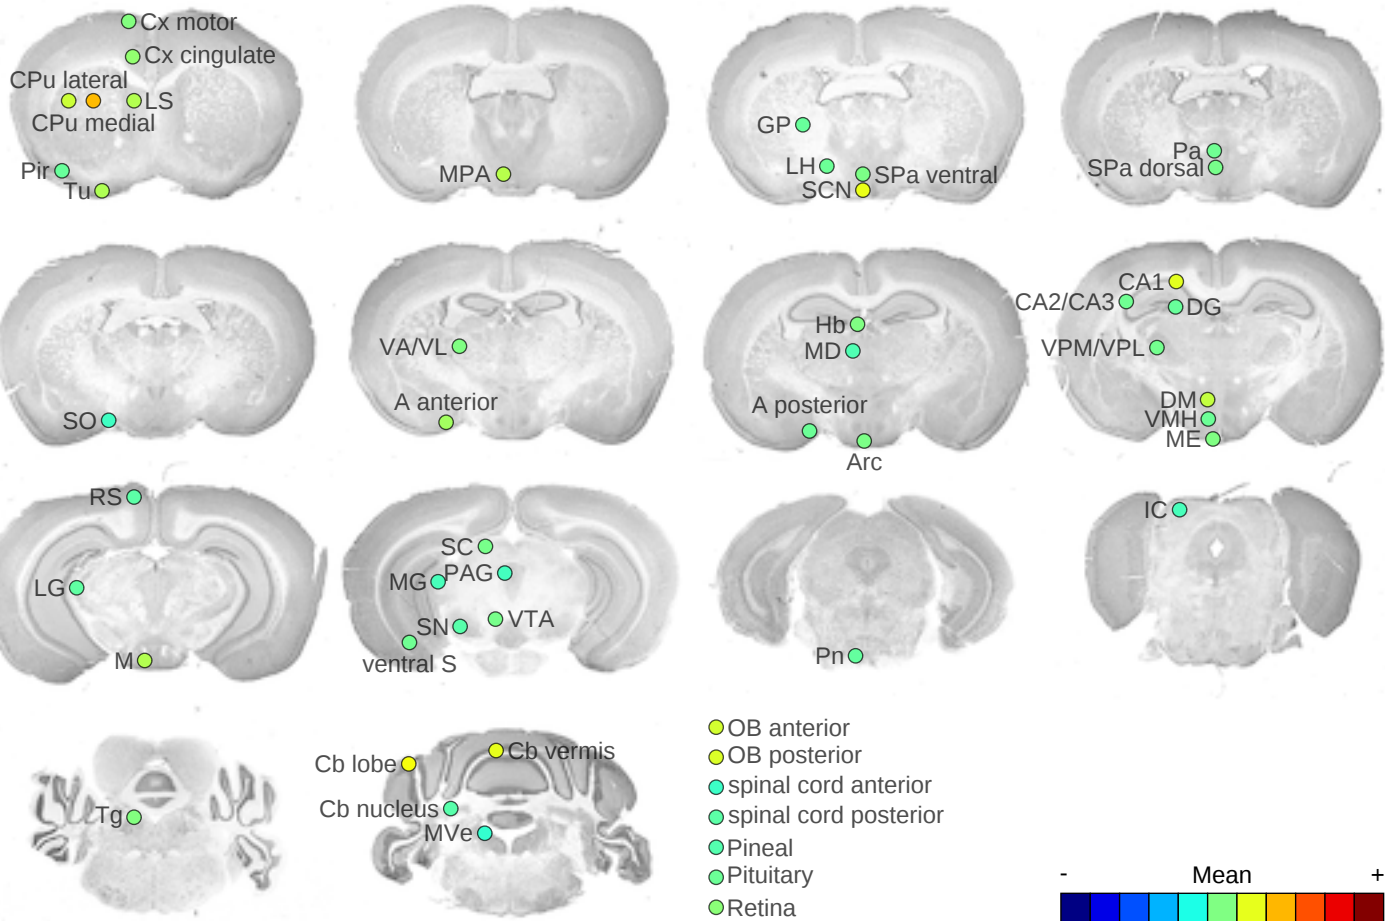 Cx motor
Cx cingulate
CPu lateral
LS
CPu medial
Pir
Tu
MPA
GP
LH
SPa ventral
SCN
Pa
SPa dorsal
SO
VA/VL
A anterior
Hb
MD
A posterior
Arc
CA1
CA2/CA3
DG
VPM/VPL
DM
VMH
ME
RS
LG
M
SC
MG
PAG
SN
VTA
ventral S
Pn
IC
Tg
Cb lobe
Cb vermis
Cb nucleus
MVe
OB anterior
OB posterior
spinal cord anterior
spinal cord posterior
Pineal
Pituitary
Retina
- Mean +